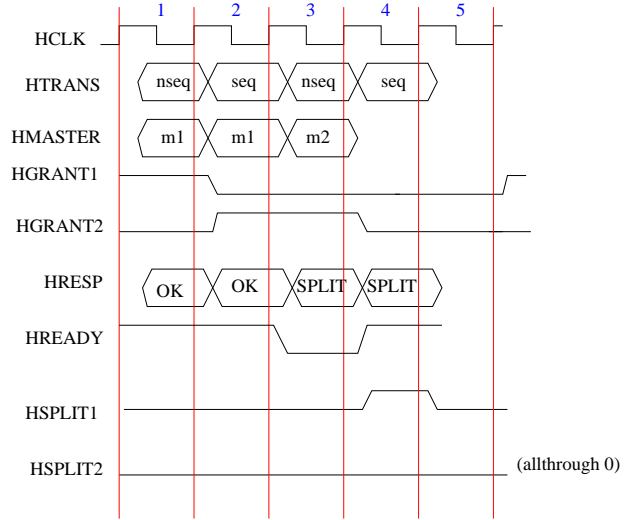 1 2 3 4 5
HCLK
HTRANS nseq seq nseq seq
HMASTER m1 m1 m2
HGRANT1
HGRANT2
HRESP OK OK SPLIT SPLIT
HREADY
HSPLIT1
HSPLIT2 (allthrough 0)